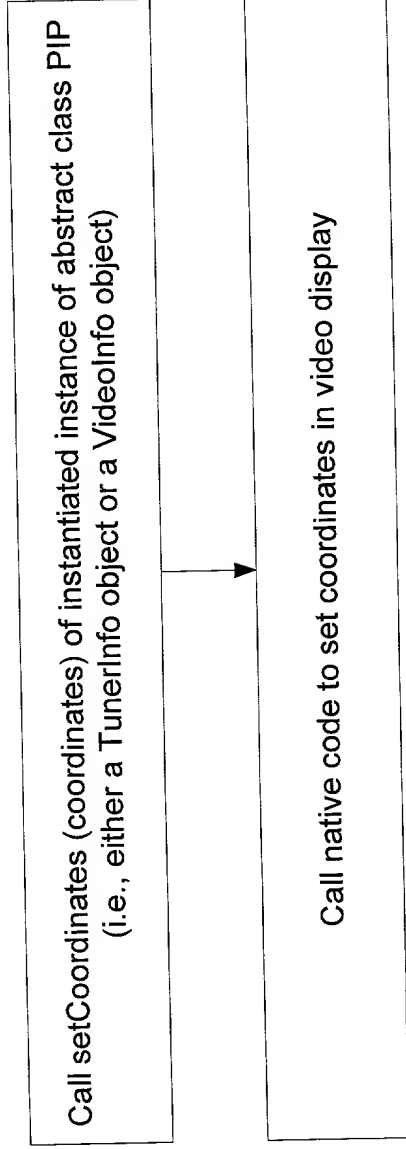 Call setCoordinates (coordinates) of instantiated instance of abstract class PIP
(i.e., either a TunerInfo object or a VideoInfo object)
Call native code to set coordinates in video display